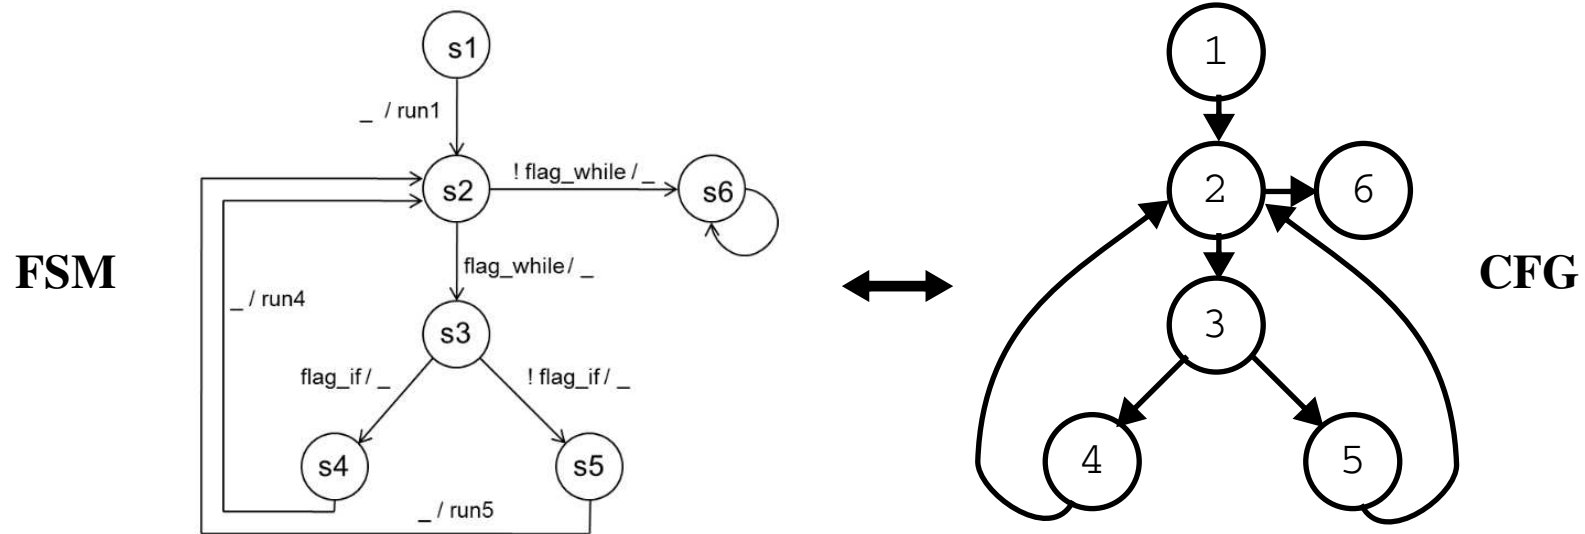 FSM
s1
_ / run1
s2
! flag_while / _
s6
flag_while / _
_ / run4
s3
flag_if / _
! flag_if / _
s4
s5
_ / run5
CFG
1
2
6
3
4
5